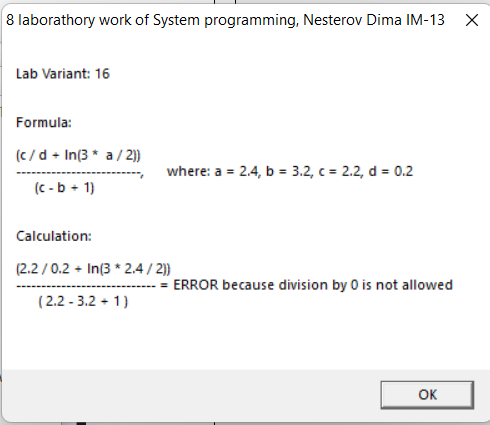 8 laborathory work of System programming, Nesterov Dima IM-13
Lab Variant: 16
Formula:
(c / d + ln(3 *  a / 2))
--------------------------,     where: a = 2.4, b = 3.2, c = 2.2, d = 0.2
(c - b + 1)
Calculation:
(2.2 / 0.2 + ln(3 * 2.4 / 2))
----------------------------- = ERROR because division by 0 is not allowed
( 2.2 - 3.2 + 1 )
OK